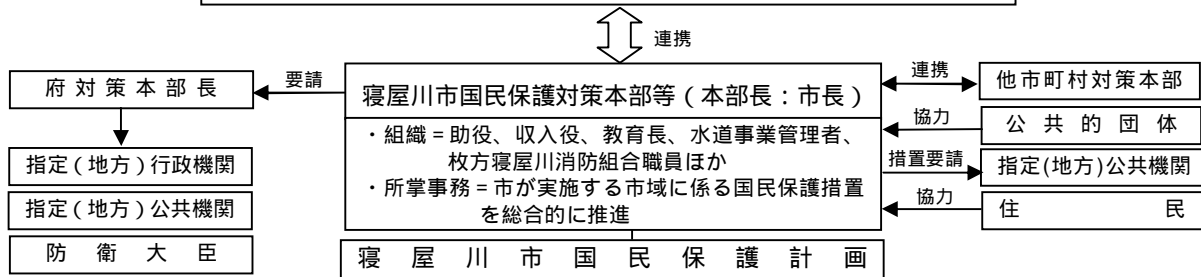 連携
府対策本部長
要請
指定(地方)行政機関
指定(地方)公共機関
防衛大臣
寝屋川市国民保護対策本部等(本部長:市長)
・組織=助役、収入役、教育長、水道事業管理者、
枚方寝屋川消防組合職員ほか
・所掌事務=市が実施する市域に係る国民保護措置
を総合的に推進
寝屋川市国民保護計画
連携
他市町村対策本部
協力
公共的団体
措置要請
指定(地方)公共機関
協力
住民